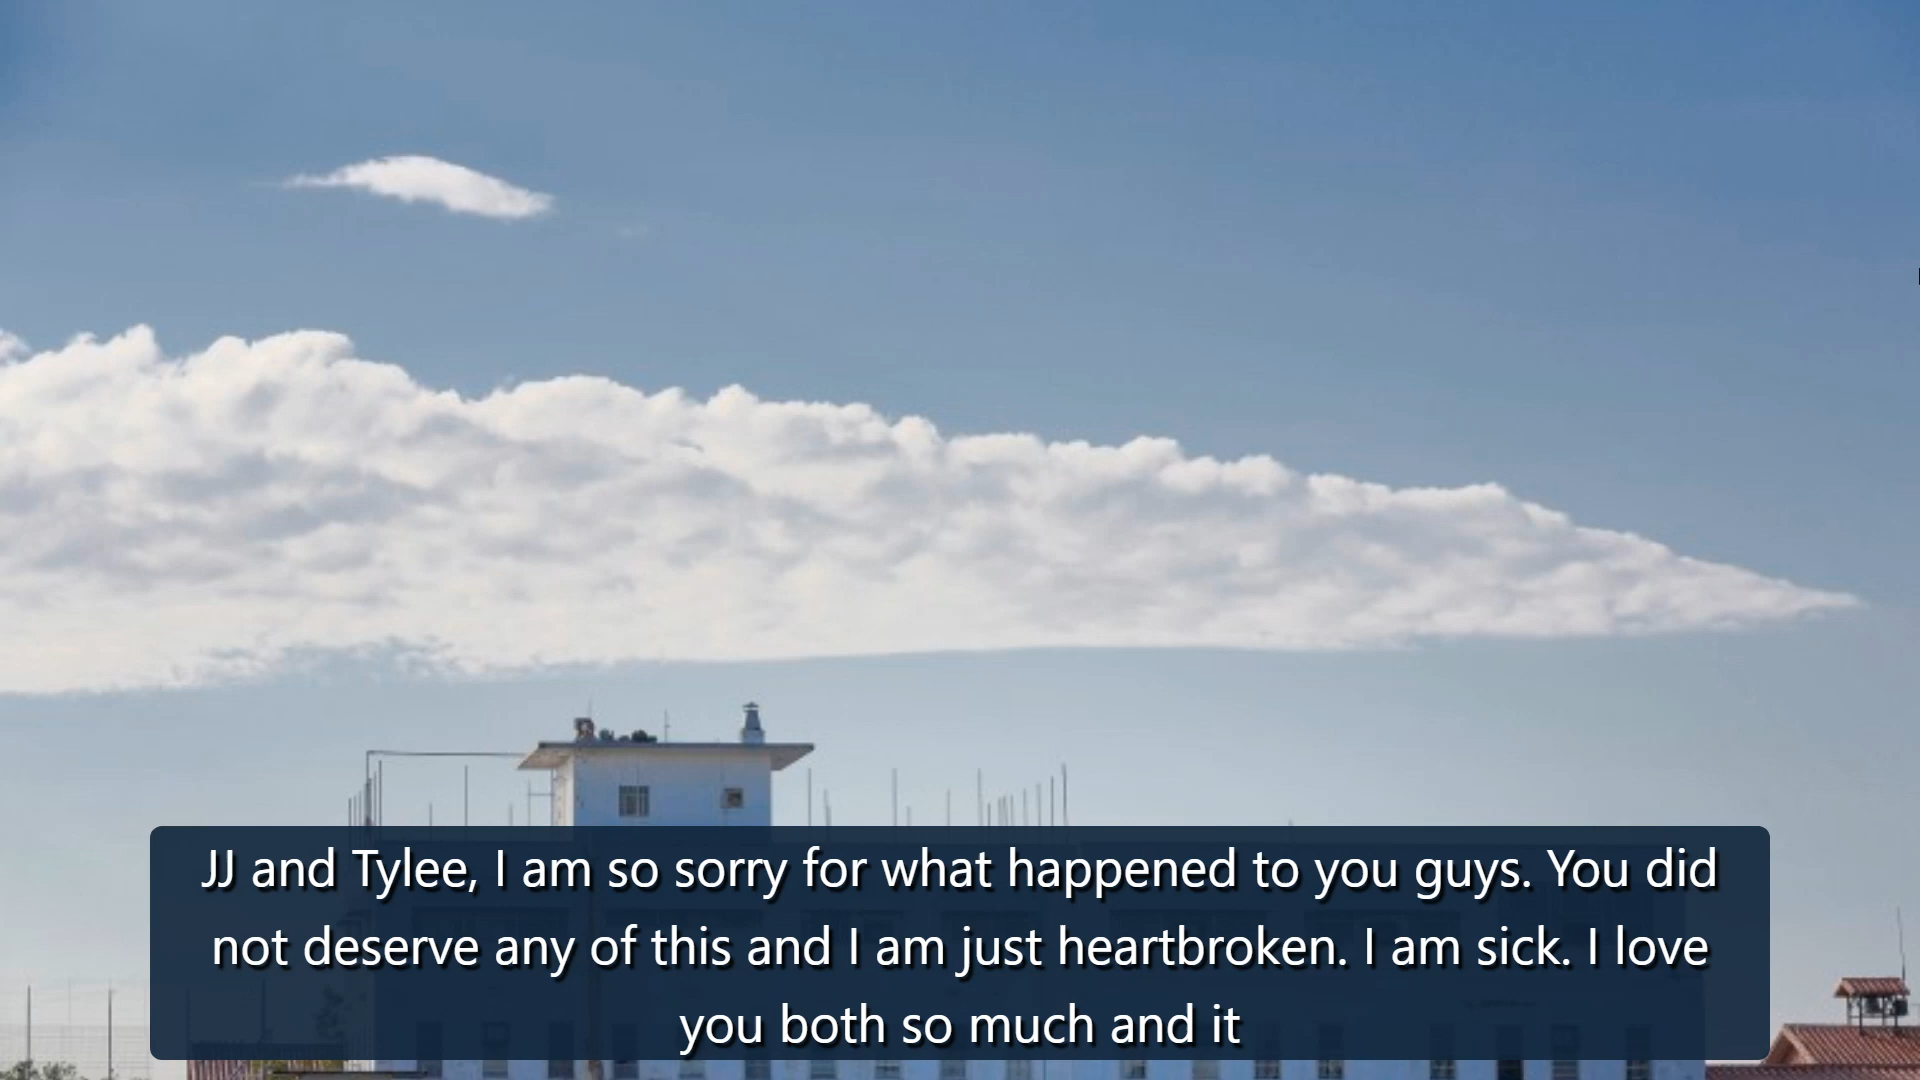 JJ and Tylee, I am so sorry for what happened to you guys. You did
not deserve any of this and I am just heartbroken. I am sick. I love
you both so much and it